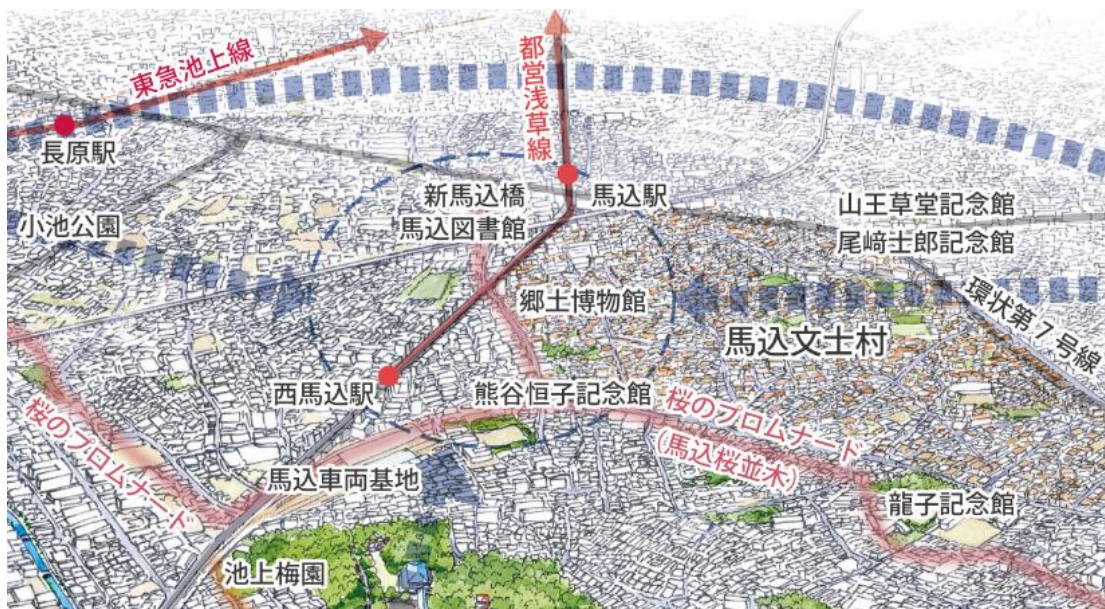 東急池上線
都営浅草線
長原駅
新馬込橋
馬込駅
山王草堂記念館
小池公園
馬込図書館
尾﨑士郎記念館
環状第7号線
郷土博物館
馬込文士村
西馬込駅
熊谷恒子記念館
桜のプロムナード
(馬込桜並木)
桜のプロムナード
馬込車両基地
龍子記念館
池上梅園